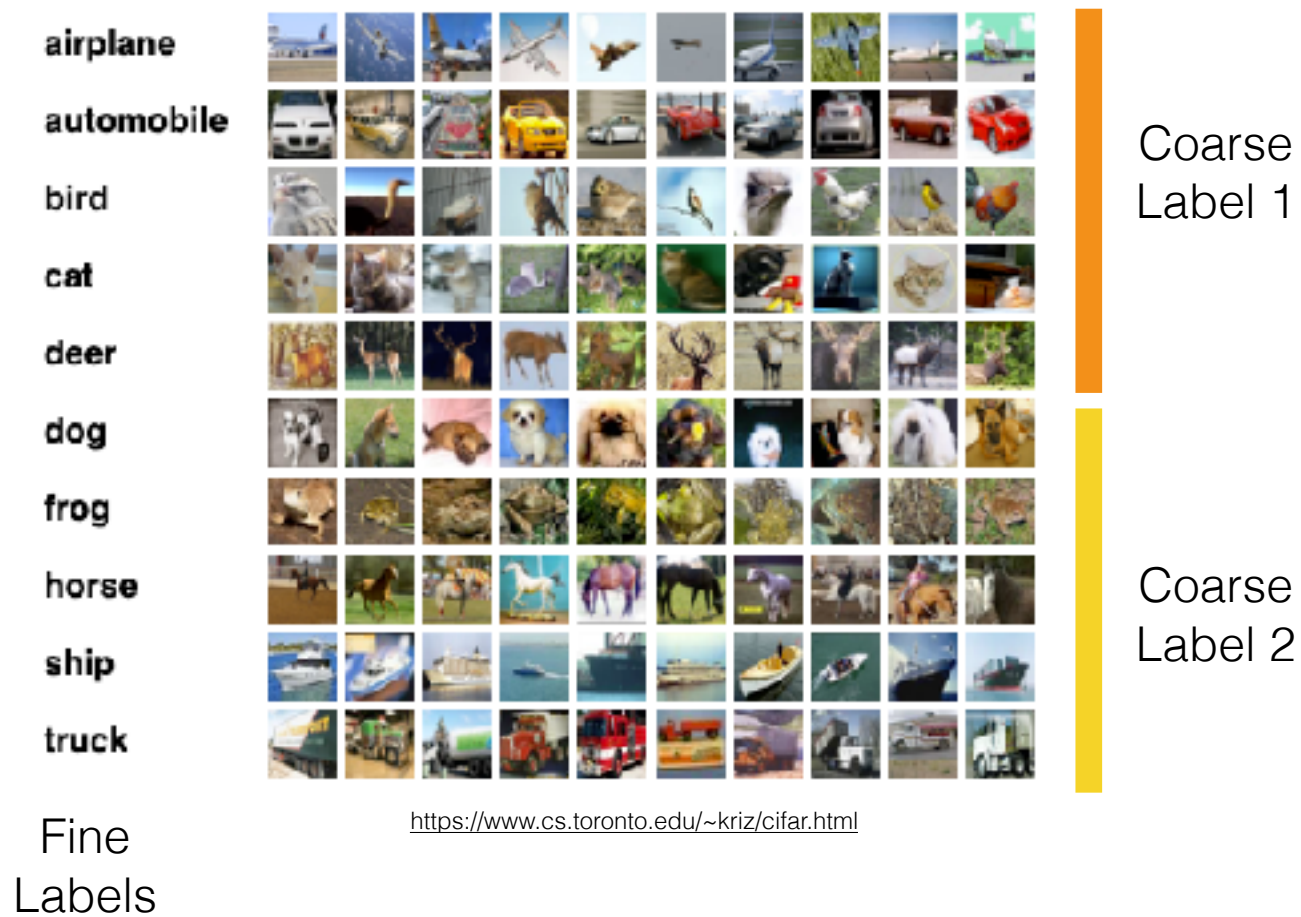 airplane
automobile
bird
cat
deer
dog
frog
horse
ship
truck
Coarse
Label 1
Coarse
Label 2
Fine
Labels
https://www.cs.toronto.edu/~kriz/cifar.html